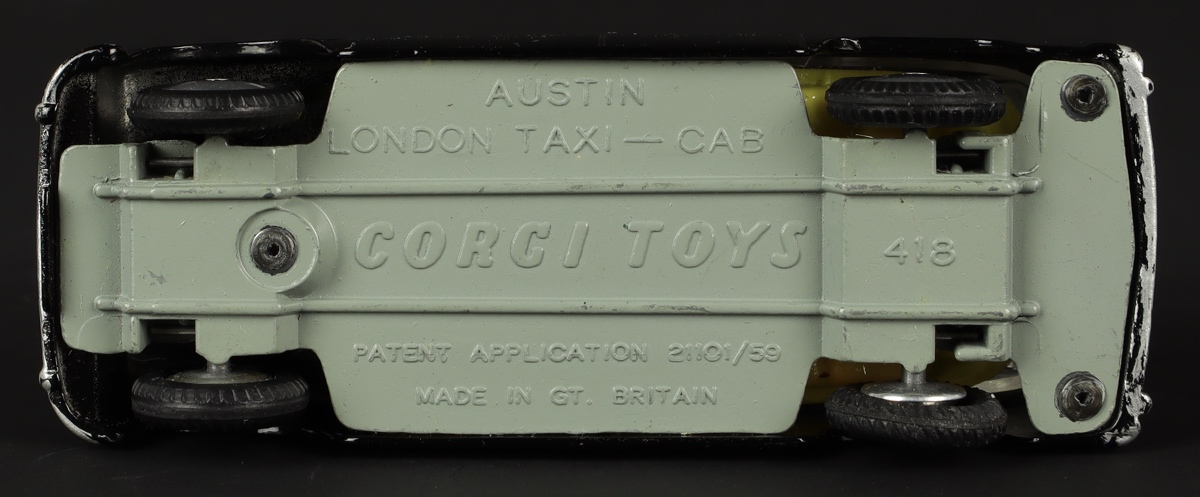 AUSTIN
LONDON TAXI — CAB
CORGI TOYS
418
PATENT APPLICATION 21101/59
MADE IN GT. BRITAIN